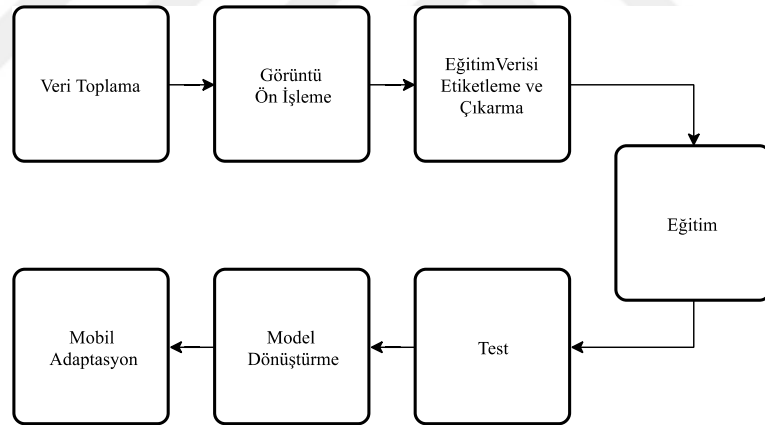 Veri Toplama
Görüntü
Ön İşleme
EğitimVerisi
Etiketleme ve
Çıkarma
Eğitim
Test
Model
Dönüştürme
Mobil
Adaptasyon